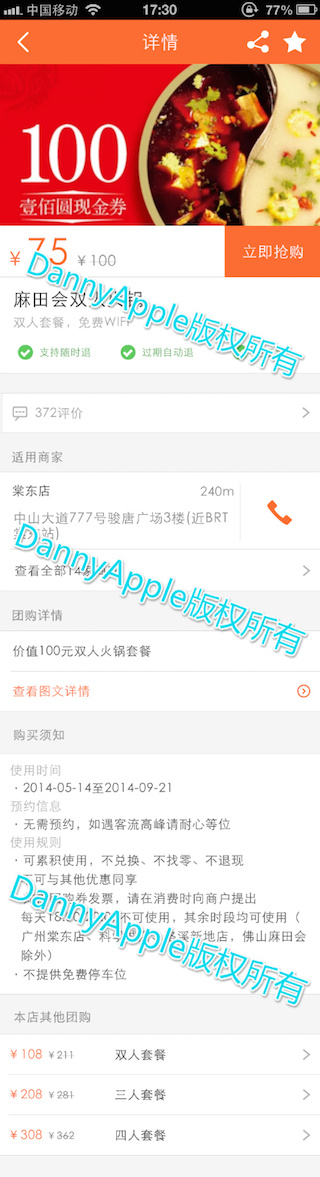 中国移动 17:30 77%
详情
100
壹佰圆现金券
¥ 75 ¥100 立即抢购
麻田会双人火锅
双人套餐，免费WIFI
支持随时退 过期自动退
DannyApple版权所有
372评价
适用商家
棠东店 240m
中山大道777号骏唐广场3楼(近BRT
站)
DannyApple版权所有
查看全部14
团购详情
价值100元双人火锅套餐
查看图文详情
购买须知
使用时间
· 2014-05-14至2014-09-21
预约信息
· 无需预约，如遇客流高峰请耐心等位
使用规则
· 可累积使用，不兑换、不找零、不退现
可与其他优惠同享
DannyApple版权所有
购券发票，请在消费时向商户提出
每天18 不可使用，其余时段均可使用（
广州棠东店、科 溪新地店，佛山麻田会
除外）
· 不提供免费停车位
本店其他团购
¥108 ¥211 双人套餐
¥208 ¥281 三人套餐
¥308 ¥362 四人套餐